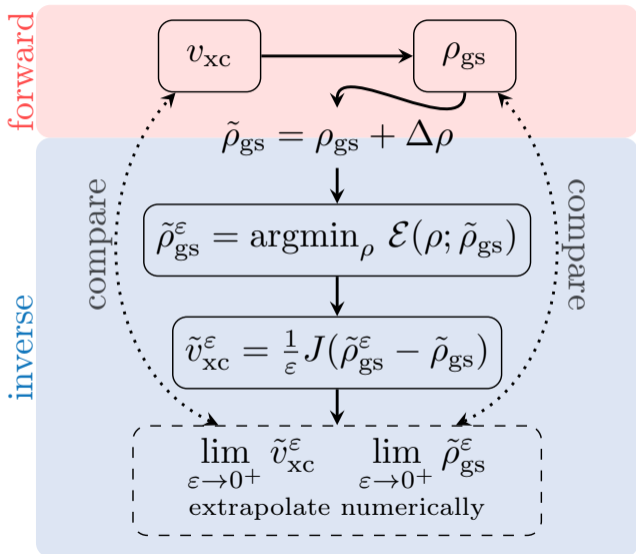 forward
v_xc
ρ_gs
ρ̃_gs = ρ_gs + Δρ
compare
compare
inverse
ρ̃^ε_gs = argmin_ρ ℰ(ρ; ρ̃_gs)
ṽ^ε_xc = 1/ε J(ρ̃^ε_gs − ρ̃_gs)
lim_{ε→0⁺} ṽ^ε_xc lim_{ε→0⁺} ρ̃^ε_gs
extrapolate numerically